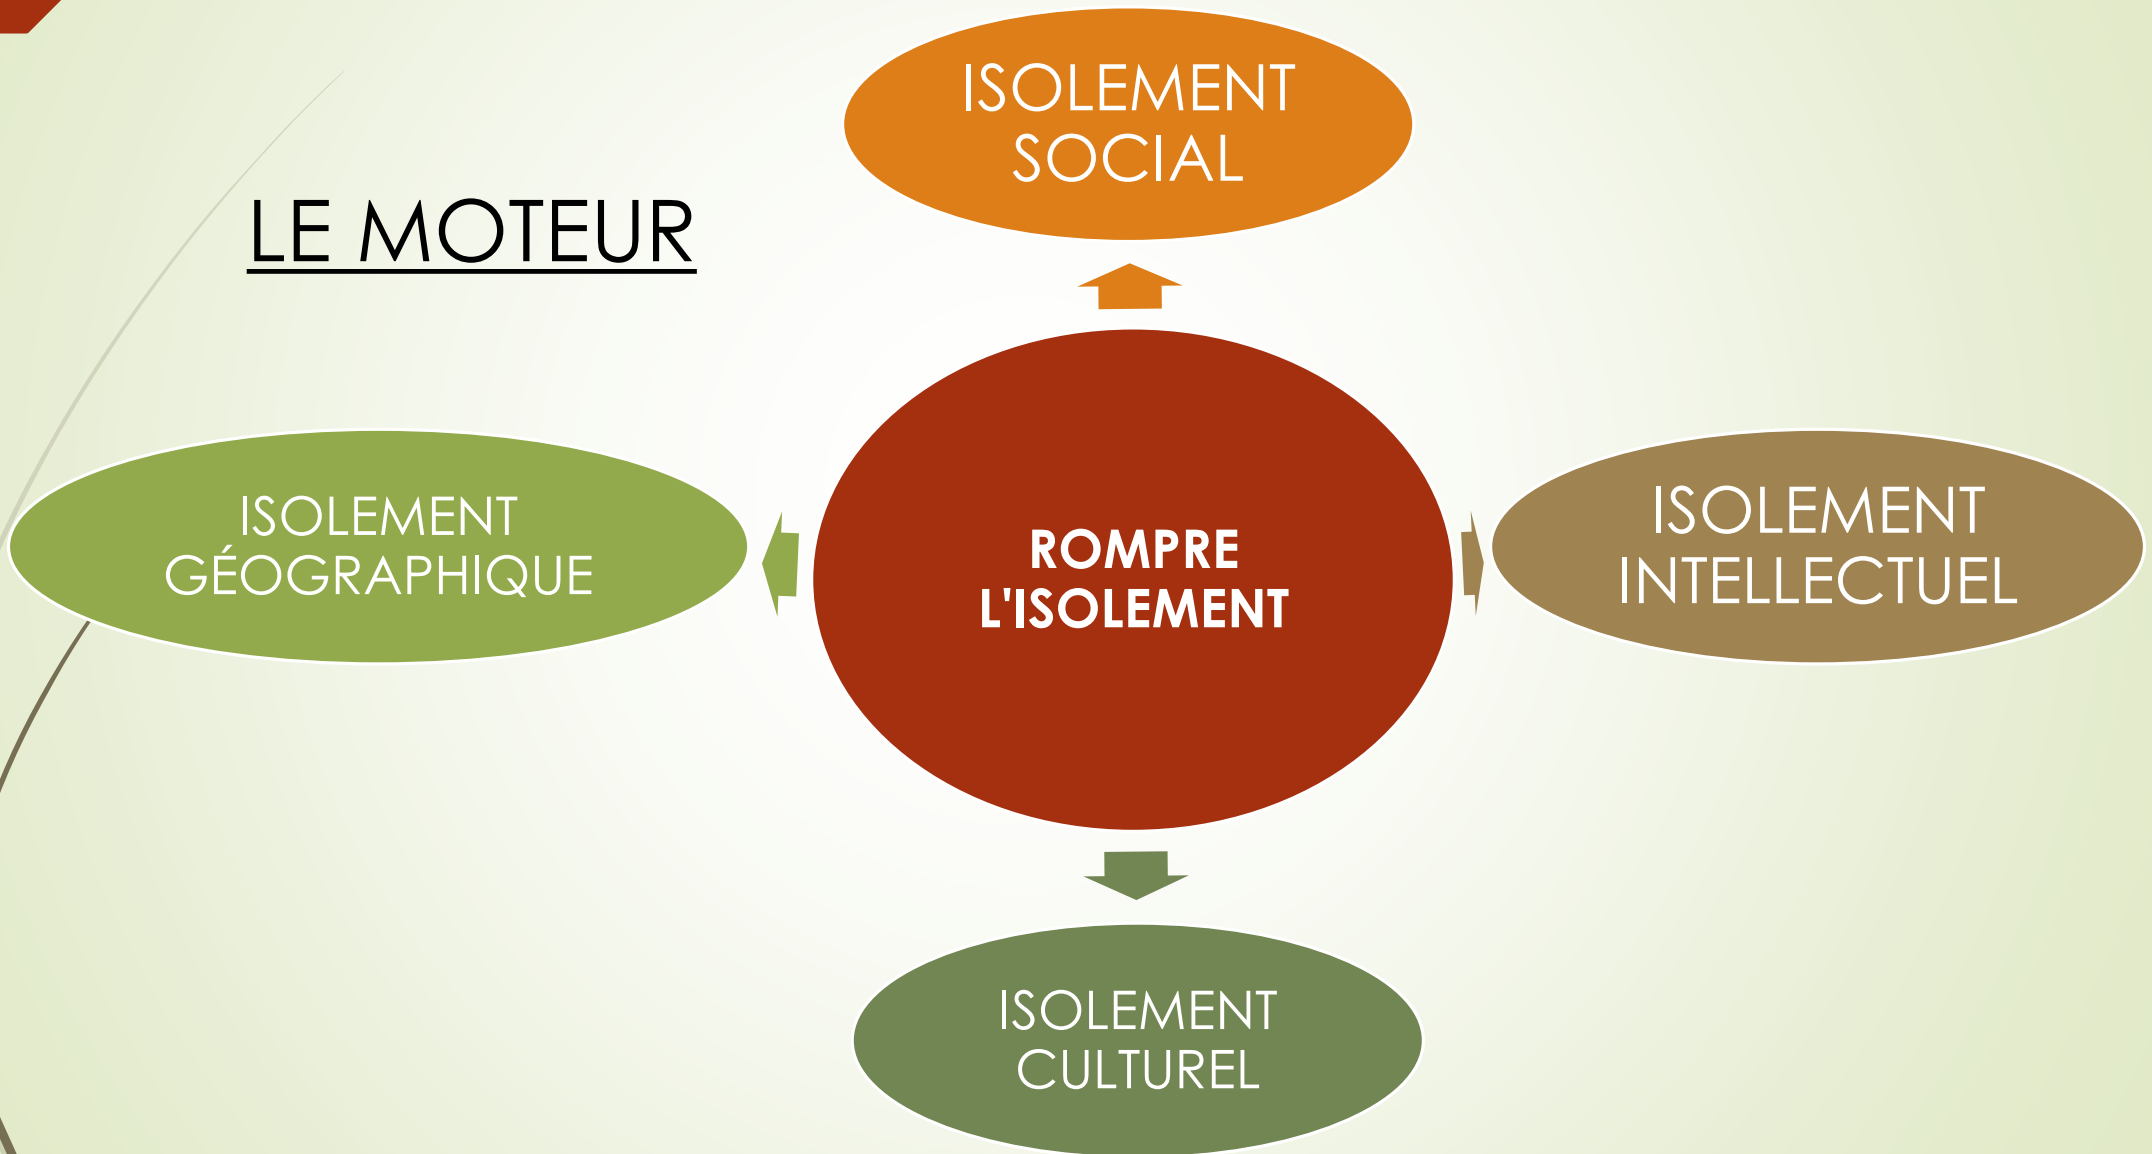 ISOLEMENT
SOCIAL
LE MOTEUR
ISOLEMENT
GÉOGRAPHIQUE
ROMPRE
L'ISOLEMENT
ISOLEMENT
INTELLECTUEL
ISOLEMENT
CULTUREL